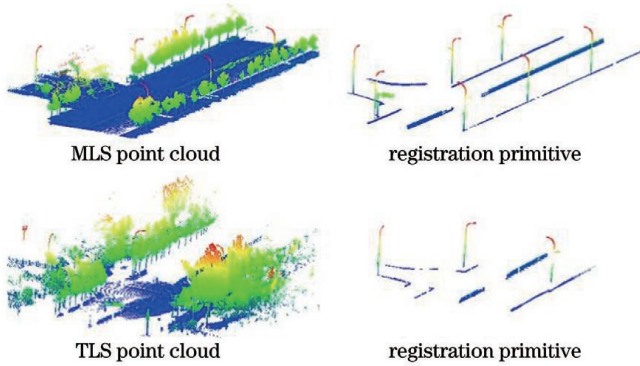 MLS point cloud
registration primitive
TLS point cloud
registration primitive